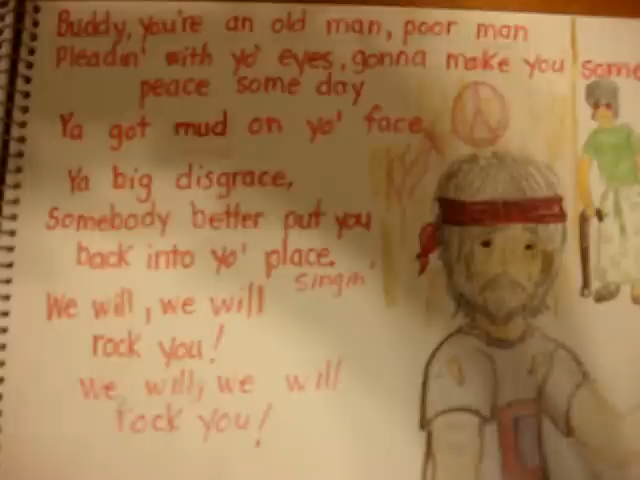 Buddy, you're an old man, poor man
Pleadin' with yo' eyes, gonna make you some
peace some day
Ya got mud on yo' face
Ya big disgrace,
Somebody better put you
back into yo' place.
Singin'
We will, we will
rock you!
We will, we will
rock you!